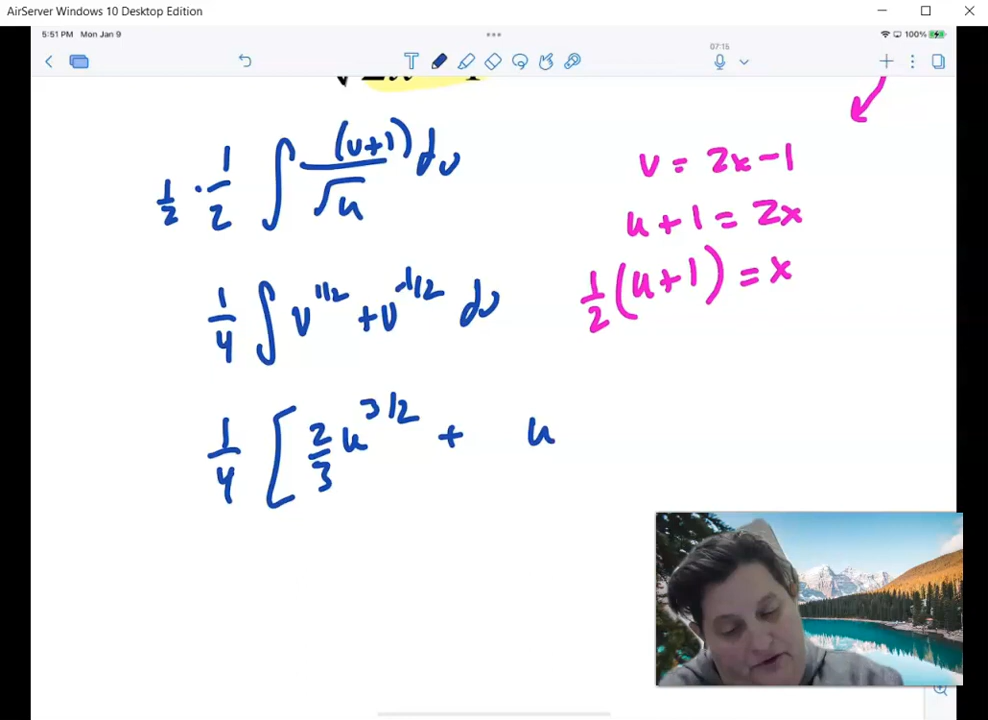 AirServer Windows 10 Desktop Edition
5:51 PM Mon Jan 9
100%
07:15
1/2 · 1/2 ∫ (u+1)/√u du
u = 2x - 1
u + 1 = 2x
1/2 (u+1) = x
1/4 ∫ u^1/2 + u^-1/2 du
1/4 [ 2/3 u^3/2 + u